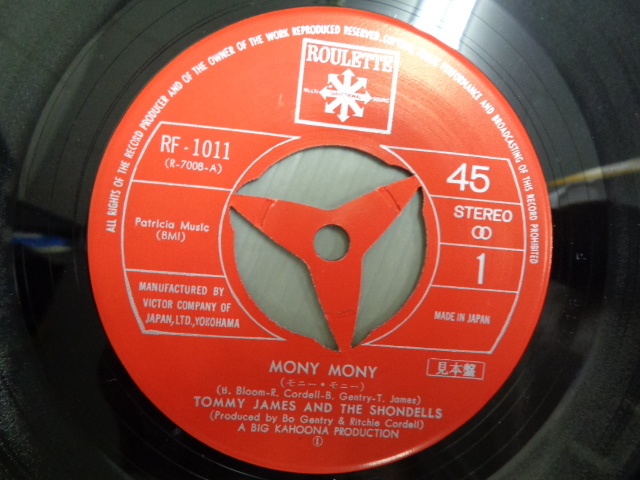 ALL RIGHTS OF THE RECORD PRODUCER AND OF THE OWNER OF THE WORK REPRODUCED RESERVED. PUBLIC PERFORMANCE AND BROADCASTING OF THIS RECORD PROHIBITED
ROULETTE
RF-1011
(R-7008-A)
45
STEREO
1
Patricia Music
(BMI)
MANUFACTURED BY
VICTOR COMPANY OF
JAPAN, LTD., YOKOHAMA
MADE IN JAPAN
MONY MONY
(モニー・モニー)
見本盤
(B. Bloom-R. Cordell-B. Gentry-T. James)
TOMMY JAMES AND THE SHONDELLS
(Produced by Bo Gentry & Ritchie Cordell)
A BIG KAHOONA PRODUCTION